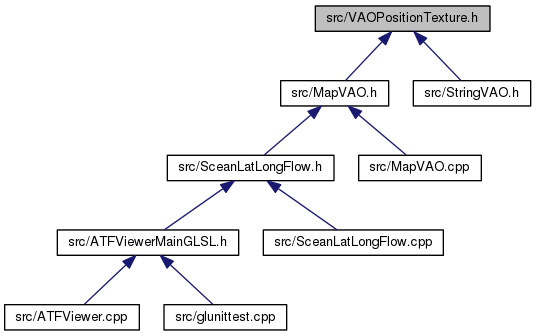 src/VAOPositionTexture.h
src/MapVAO.h
src/StringVAO.h
src/SceanLatLongFlow.h
src/MapVAO.cpp
src/ATFViewerMainGLSL.h
src/SceanLatLongFlow.cpp
src/ATFViewer.cpp
src/glunittest.cpp